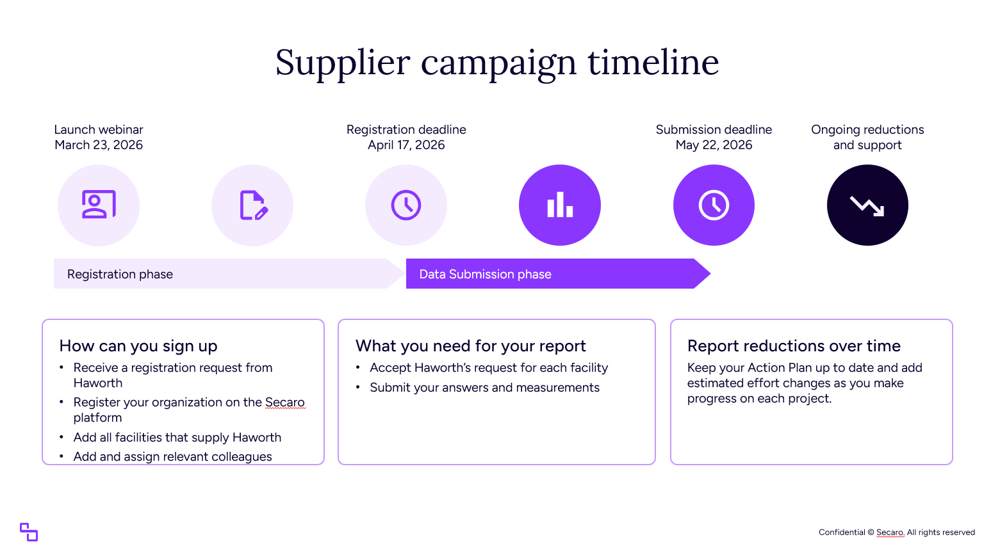 Supplier campaign timeline
Launch webinar
March 23, 2026
Registration deadline
April 17, 2026
Submission deadline
May 22, 2026
Ongoing reductions
and support
Registration phase
Data Submission phase
How can you sign up
• Receive a registration request from
Haworth
• Register your organization on the Secaro
platform
• Add all facilities that supply Haworth
• Add and assign relevant colleagues
What you need for your report
• Accept Haworth’s request for each facility
• Submit your answers and measurements
Report reductions over time
Keep your Action Plan up to date and add
estimated effort changes as you make
progress on each project.
Confidential © Secaro. All rights reserved